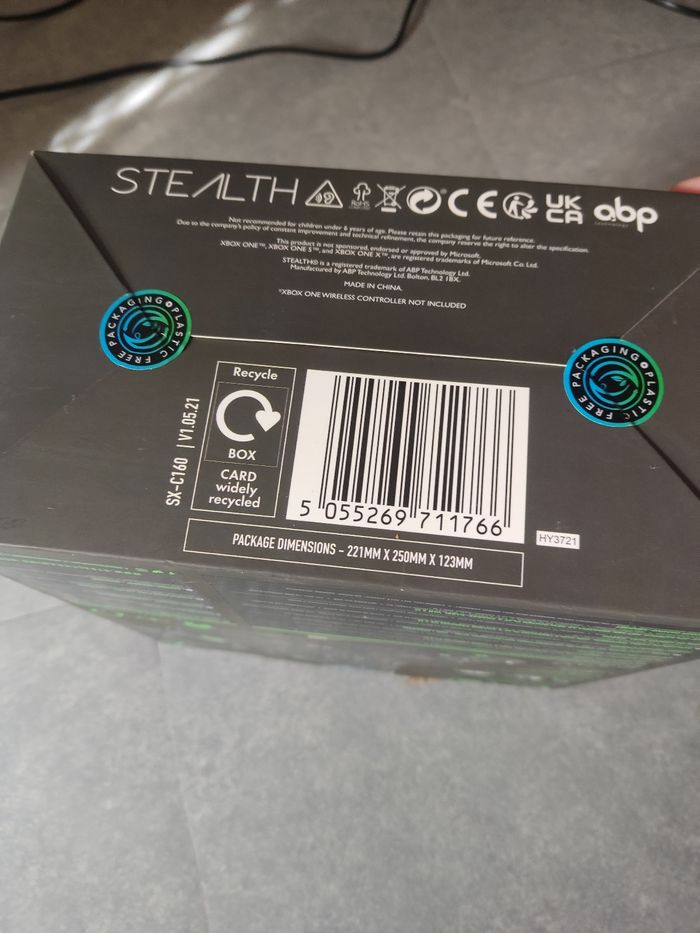 STEALTH RoHS CE UK CA abp technology
Not recommended for children under 6 years of age. Please retain this packaging for future reference.
Due to the company's policy of constant improvement and technical refinement, the company reserve the right to alter the specification.
This product is not sponsored, endorsed or approved by Microsoft.
XBOX ONE™, XBOX ONE S™, and XBOX ONE X™, are registered trademarks of Microsoft Co. Ltd.
STEALTH® is a registered trademark of ABP Technology Ltd.
Manufactured by ABP Technology Ltd. Bolton, BL2 1BX.
MADE IN CHINA.
*XBOX ONE WIRELESS CONTROLLER NOT INCLUDED
PACKAGING PLASTIC FREE
PACKAGING PLASTIC FREE
SX-C160 | V1.05.21
Recycle
BOX
CARD
widely
recycled
5 055269 711766
HY3721
PACKAGE DIMENSIONS - 221MM X 250MM X 123MM